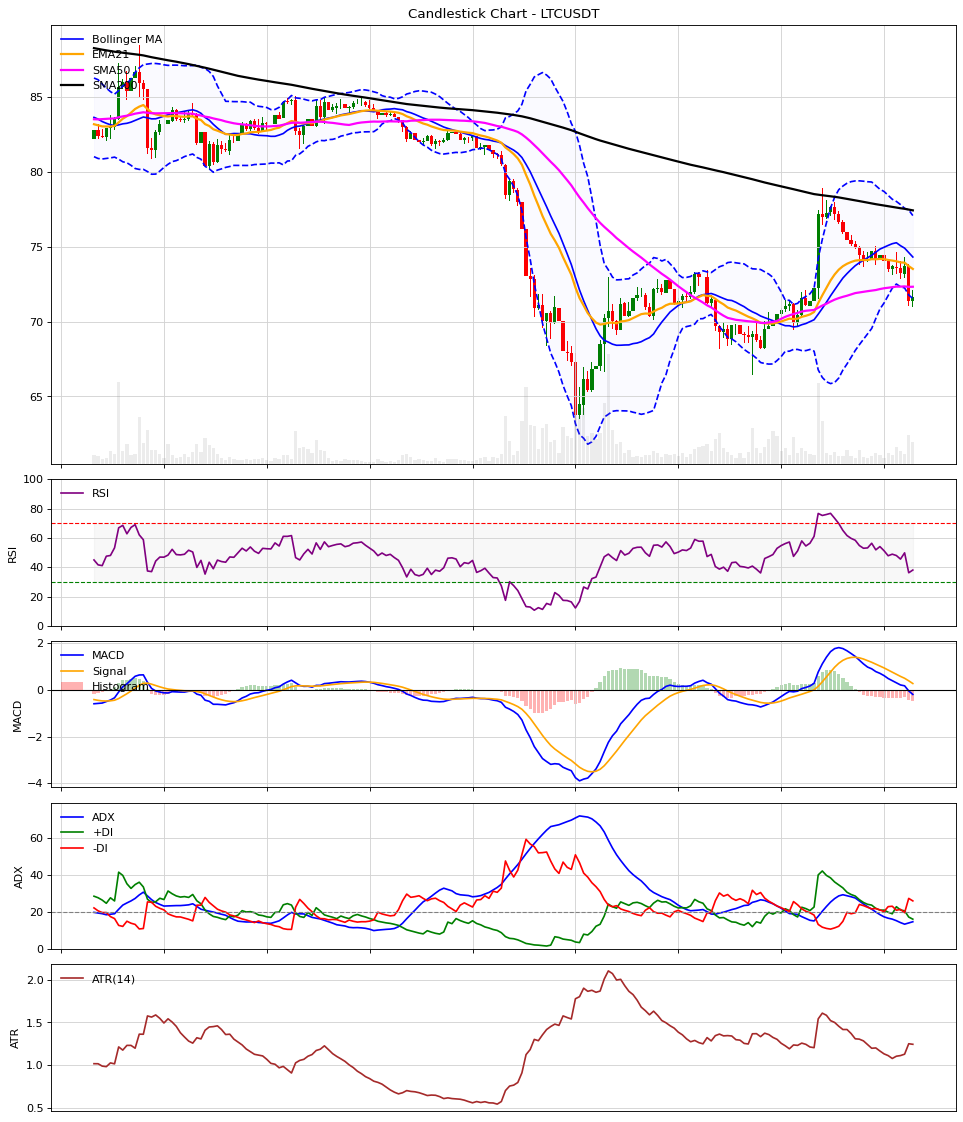 Candlestick Chart - LTCUSDT
Bollinger MA
EMA21
SMA50
SMA200
85
80
75
70
65
RSI
100
80
60
40
20
0
RSI
MACD
Signal
Histogram
2
0
−2
−4
MACD
ADX
+DI
-DI
60
40
20
0
ADX
ATR(14)
2.0
1.5
1.0
0.5
ATR